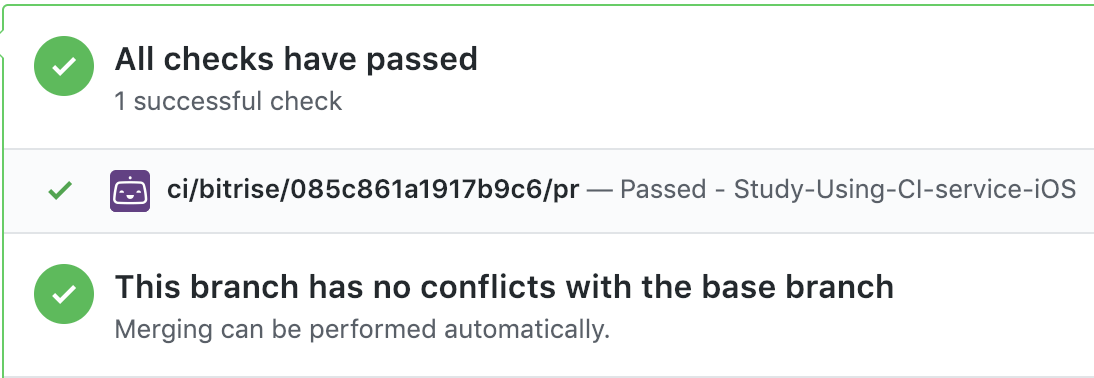 All checks have passed
1 successful check
ci/bitrise/085c861a1917b9c6/pr — Passed - Study-Using-CI-service-iOS
This branch has no conflicts with the base branch
Merging can be performed automatically.